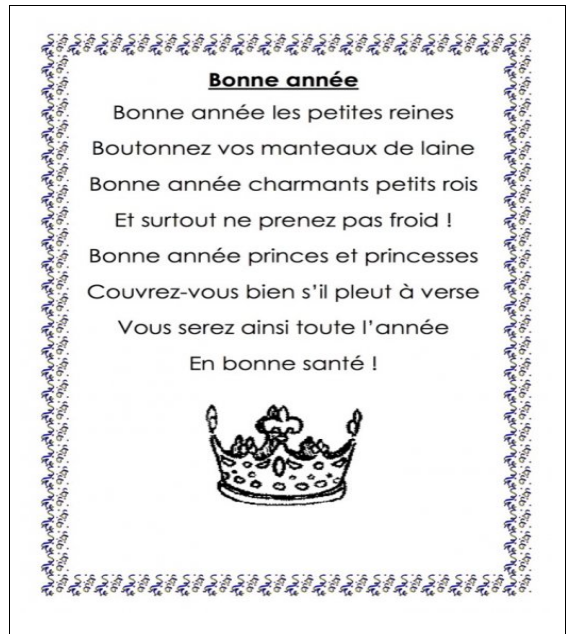 Bonne année
Bonne année les petites reines
Boutonnez vos manteaux de laine
Bonne année charmants petits rois
Et surtout ne prenez pas froid !
Bonne année princes et princesses
Couvrez-vous bien s'il pleut à verse
Vous serez ainsi toute l'année
En bonne santé !